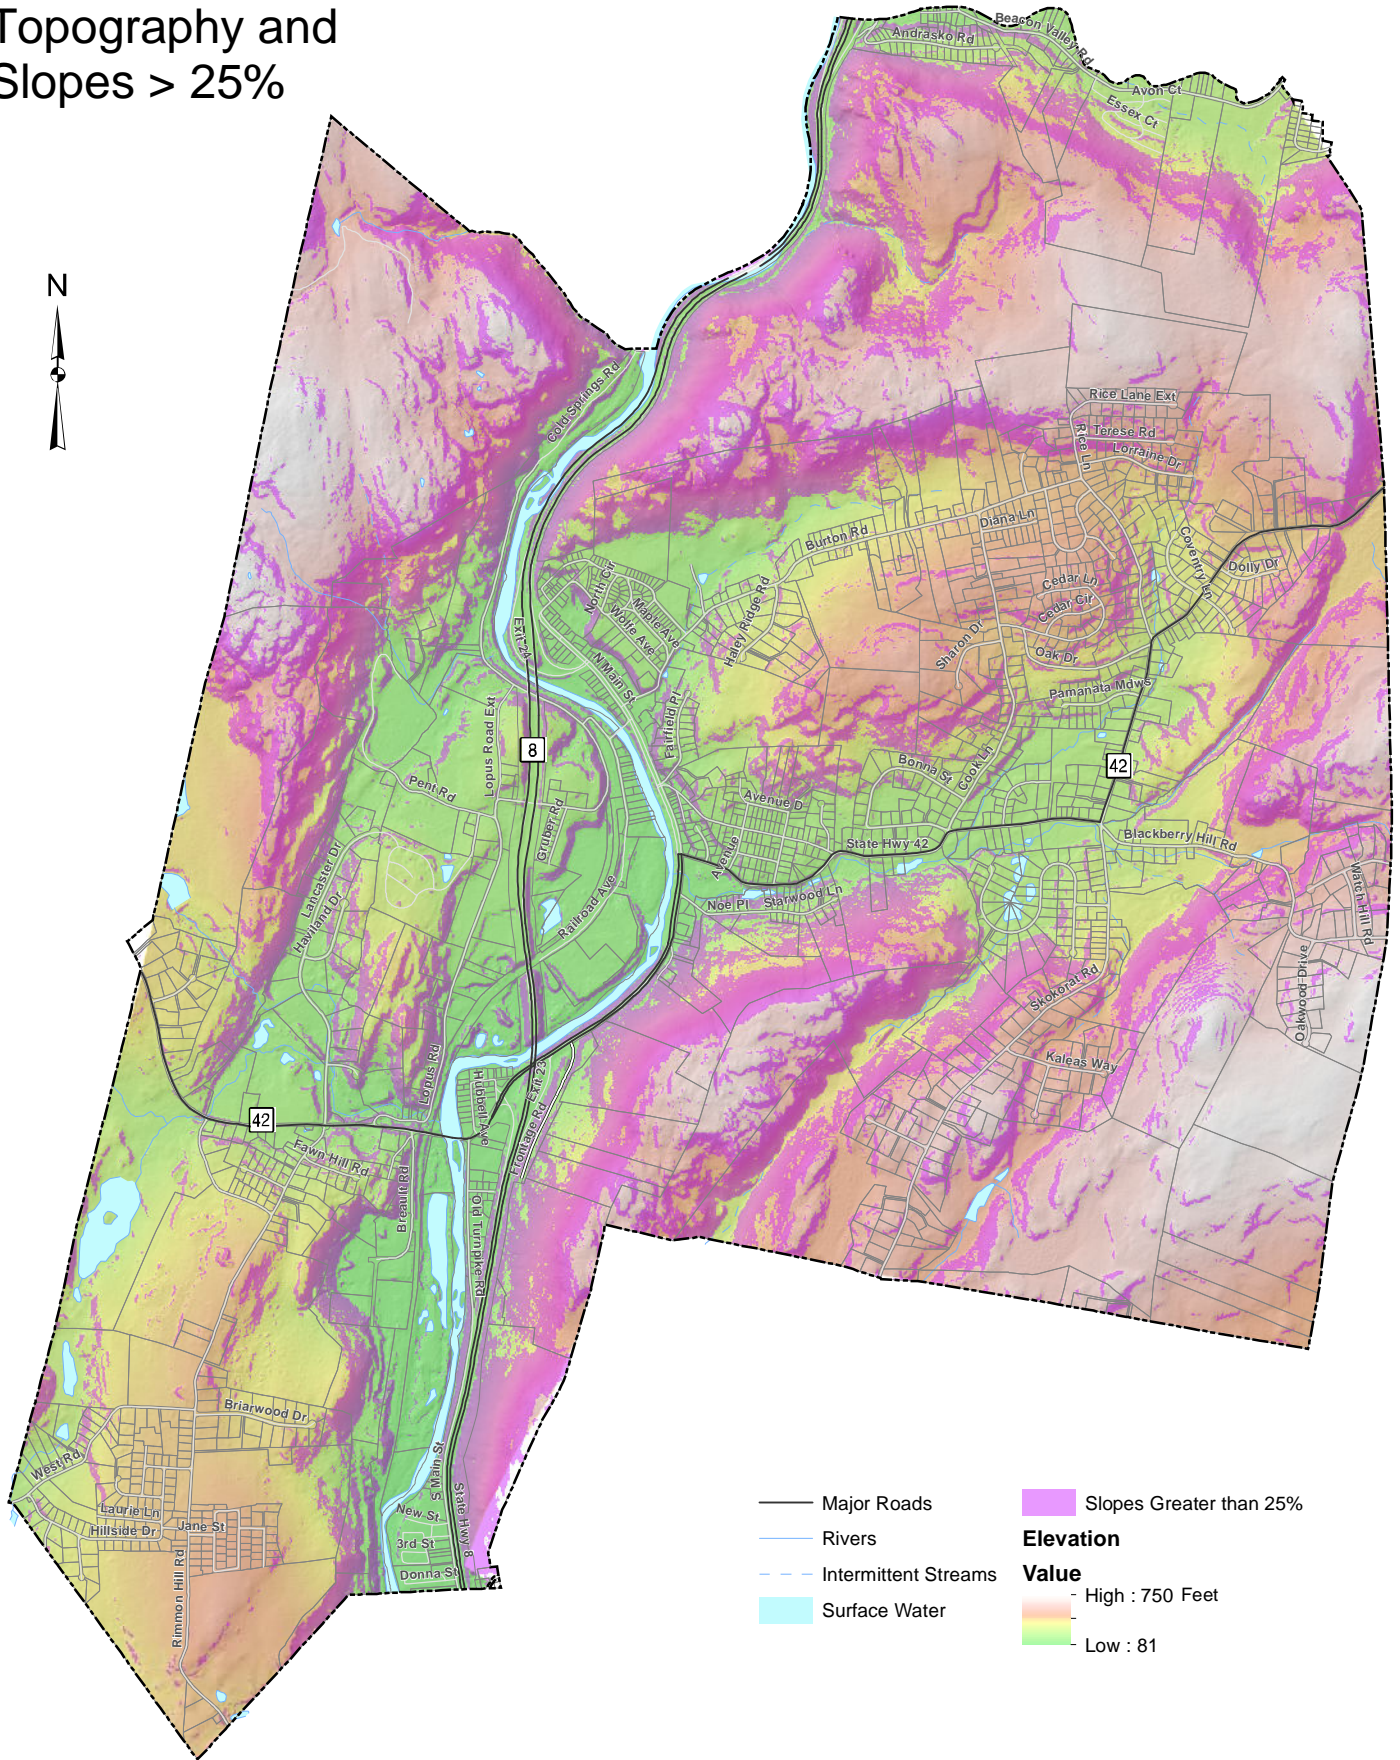 Topography and
Slopes > 25%
N
Beacon Valley Rd
Andrasko Rd
Avon Ct
Essex Ct
Cold Springs Rd
Rice Lane Ext
Terese Rd
Rice Ln
Lorraine Dr
Diana Ln
Burton Rd
Coventry Ln
Dolly Dr
North Cir
Maple Ave
Wolfe Ave
Haley Ridge Rd
Cedar Ln
Cedar Cir
Exit 24
Sharon Dr
Oak Dr
N Main St
Pamanata Mdws
Fairfield Pl
Lopus Road Ext
8
42
Bonna St
Cook Ln
Pent Rd
Avenue D
Gruber Rd
State Hwy 42
Blackberry Hill Rd
Avenue
Lancaster Dr
Haviland Dr
Noe Pl
Starwood Ln
Watch Hill Rd
Railroad Ave
Oakwood Drive
Skokorat Rd
Kaleas Way
Lopus Rd
Hubbell Ave
Exit 23
42
Frontage Rd
Fawn Hill Rd
Breault Rd
Old Turnpike Rd
Briarwood Dr
West Rd
S Main St
State Hwy 8
Laurie Ln
Hillside Dr
Jane St
New St
3rd St
Donna St
Rimmon Hill Rd
Major Roads
Rivers
Intermittent Streams
Surface Water
Slopes Greater than 25%
Elevation
Value
High : 750 Feet
Low : 81